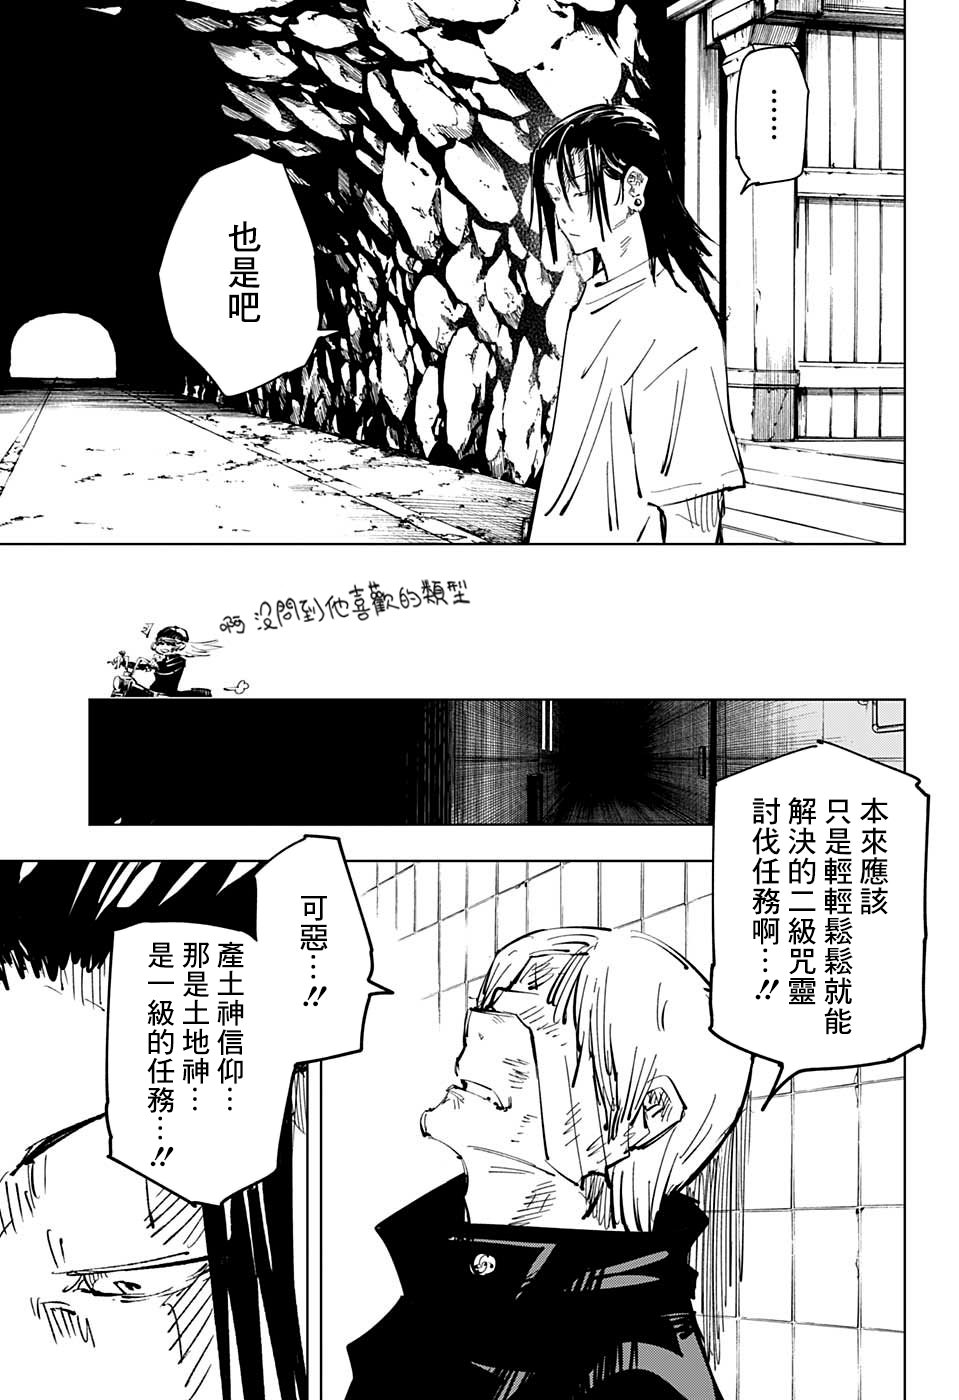 ……
也是吧
啊 沒問到他喜歡的類型
本來應該
只是輕輕鬆鬆就能
解決的二級咒靈
討伐任務啊…!!
可惡…!!
產土神信仰…
那是土地神…
是一級的任務…!!